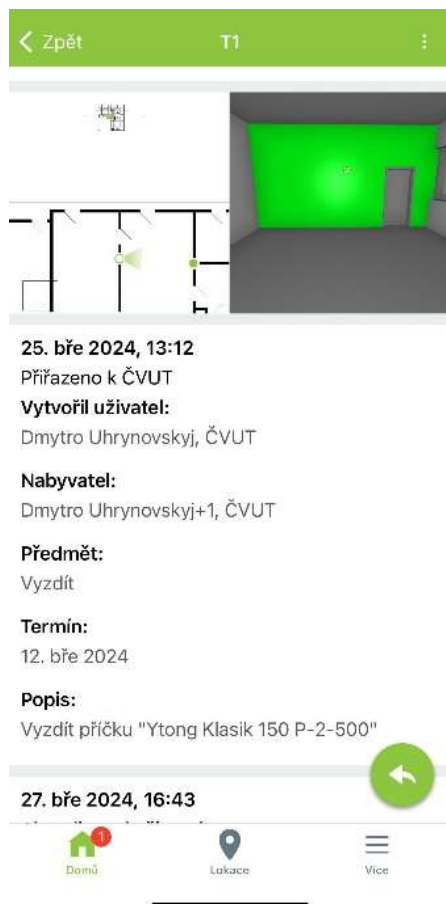 Zpět
T1
25. bře 2024, 13:12
Přiřazeno k ČVUT
Vytvořil uživatel:
Dmytro Uhrynovskyj, ČVUT
Nabyvatel:
Dmytro Uhrynovskyj+1, ČVUT
Předmět:
Vyzdít
Termín:
12. bře 2024
Popis:
Vyzdít příčku "Ytong Klasik 150 P-2-500"
27. bře 2024, 16:43
1
Domů
Lokace
Více